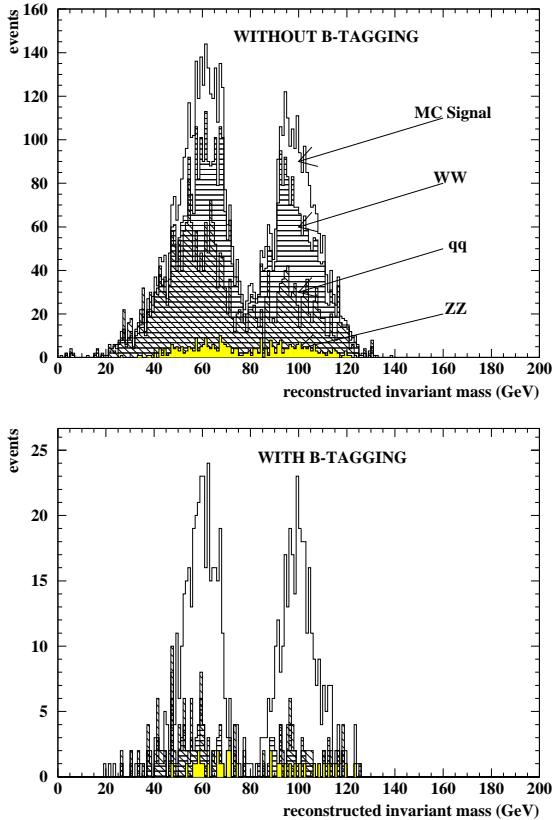 events
160
140
120
100
80
60
40
20
0
WITHOUT B-TAGGING
MC Signal
WW
qq
ZZ
0 20 40 60 80 100 120 140 160 180 200
reconstructed invariant mass (GeV)
events
25
20
15
10
5
0
WITH B-TAGGING
0 20 40 60 80 100 120 140 160 180 200
reconstructed invariant mass (GeV)